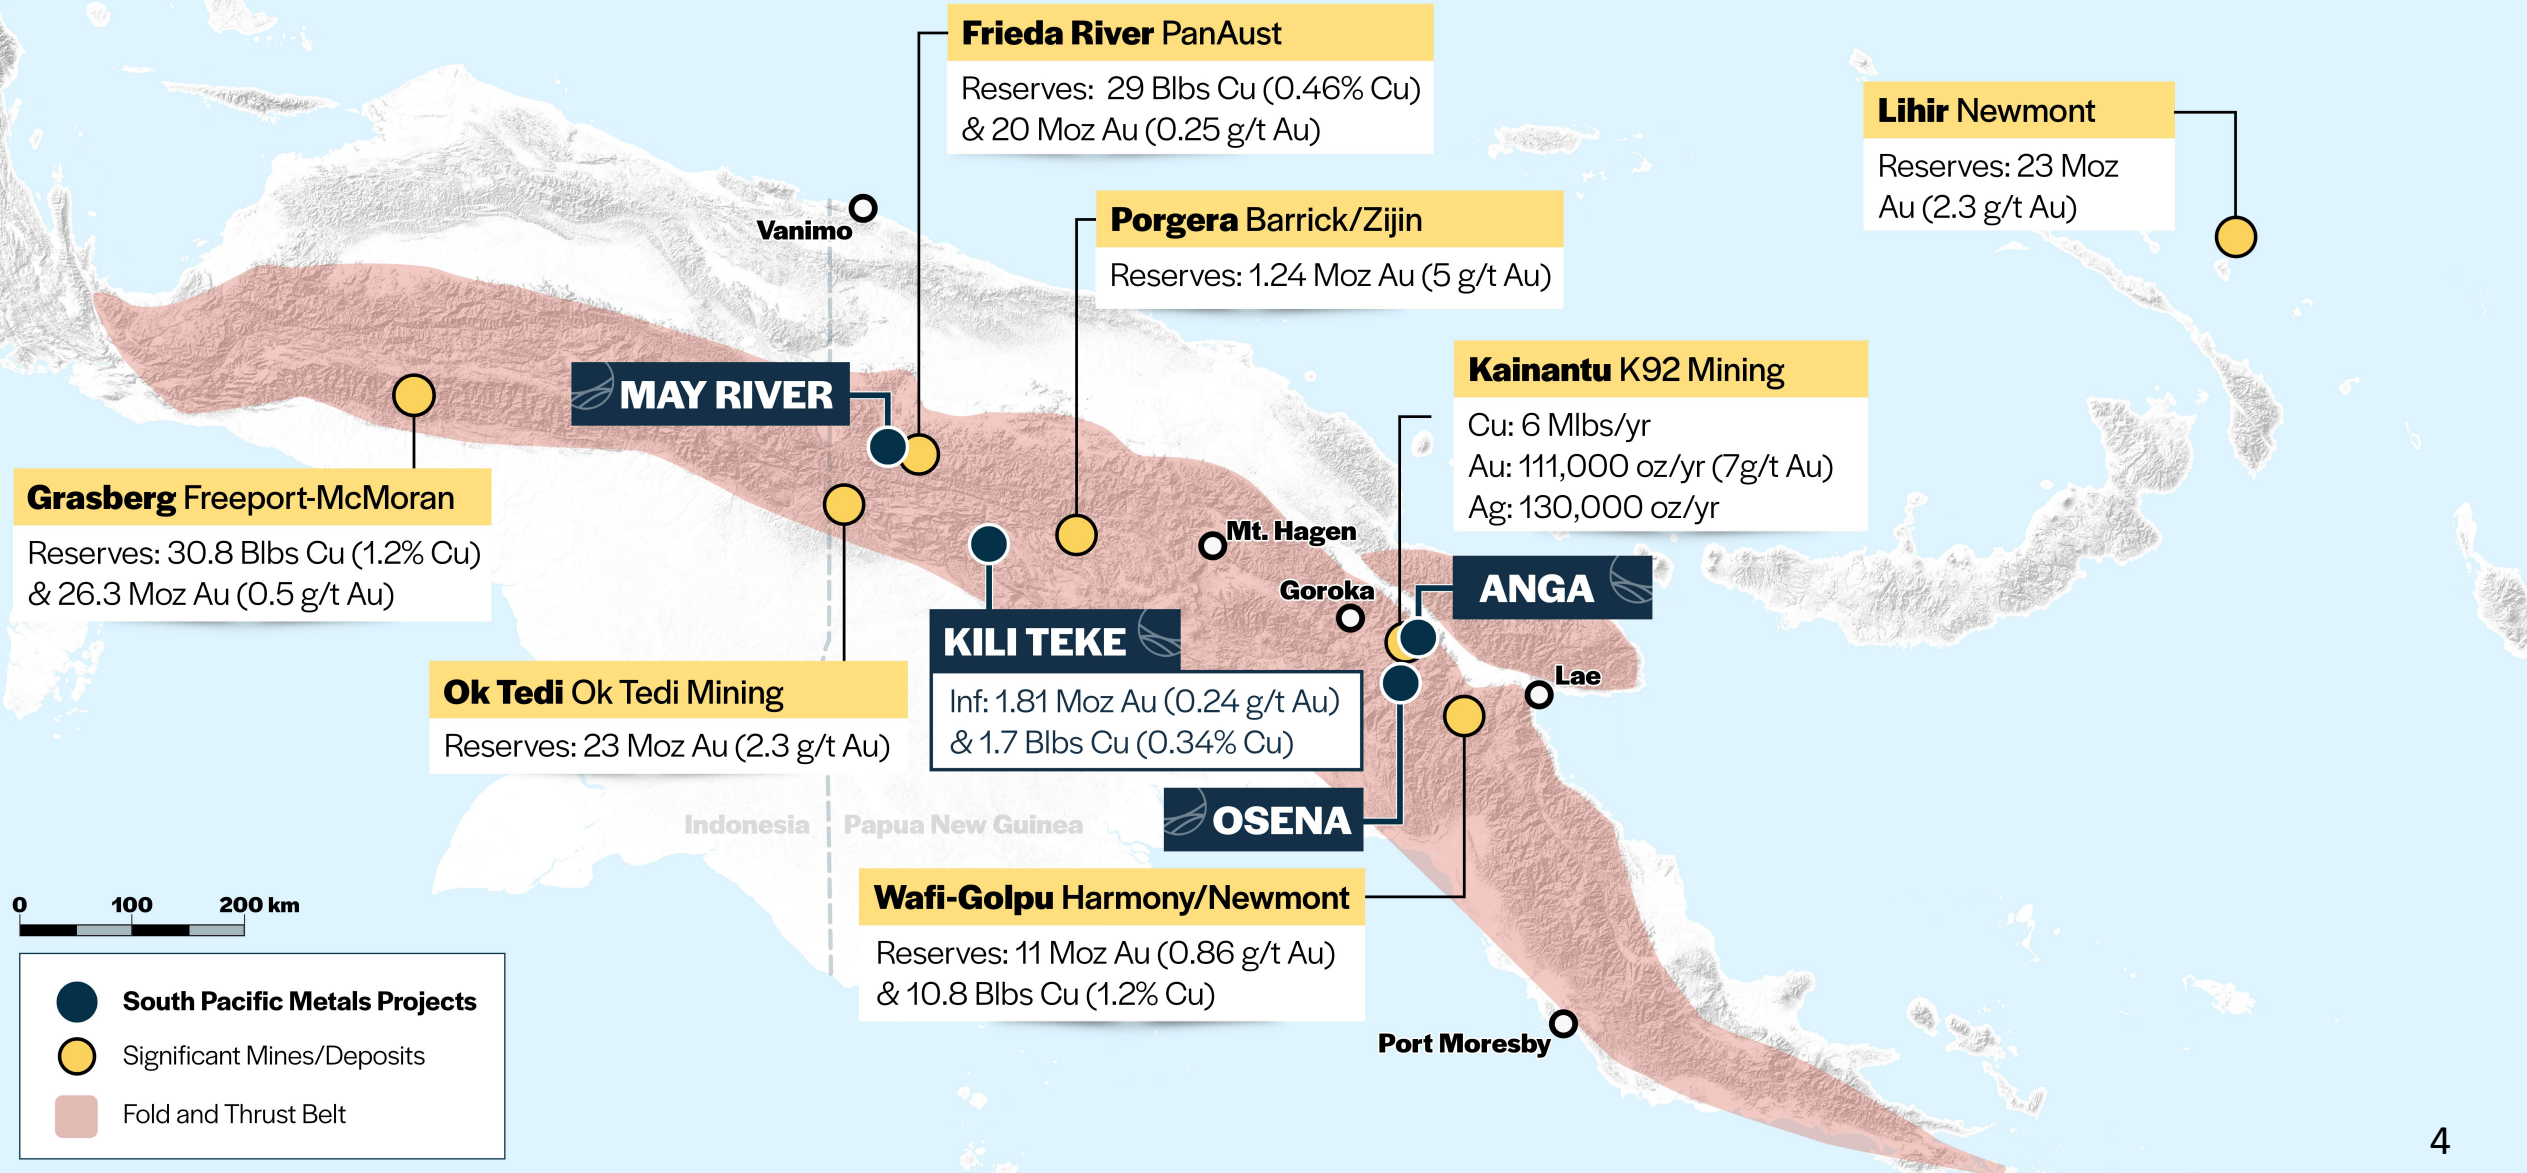 Frieda River PanAust
Reserves: 29 Blbs Cu (0.46% Cu)
& 20 Moz Au (0.25 g/t Au)
Lihir Newmont
Reserves: 23 Moz
Au (2.3 g/t Au)
Vanimo
Porgera Barrick/Zijin
Reserves: 1.24 Moz Au (5 g/t Au)
MAY RIVER
Kainantu K92 Mining
Cu: 6 Mlbs/yr
Au: 111,000 oz/yr (7g/t Au)
Ag: 130,000 oz/yr
Grasberg Freeport-McMoran
Reserves: 30.8 Blbs Cu (1.2% Cu)
& 26.3 Moz Au (0.5 g/t Au)
Mt. Hagen
Goroka
ANGA
KILI TEKE
Inf: 1.81 Moz Au (0.24 g/t Au)
& 1.7 Blbs Cu (0.34% Cu)
Lae
Ok Tedi Ok Tedi Mining
Reserves: 23 Moz Au (2.3 g/t Au)
OSENA
Indonesia
Papua New Guinea
Wafi-Golpu Harmony/Newmont
Reserves: 11 Moz Au (0.86 g/t Au)
& 10.8 Blbs Cu (1.2% Cu)
Port Moresby
0 100 200 km
South Pacific Metals Projects
Significant Mines/Deposits
Fold and Thrust Belt
4